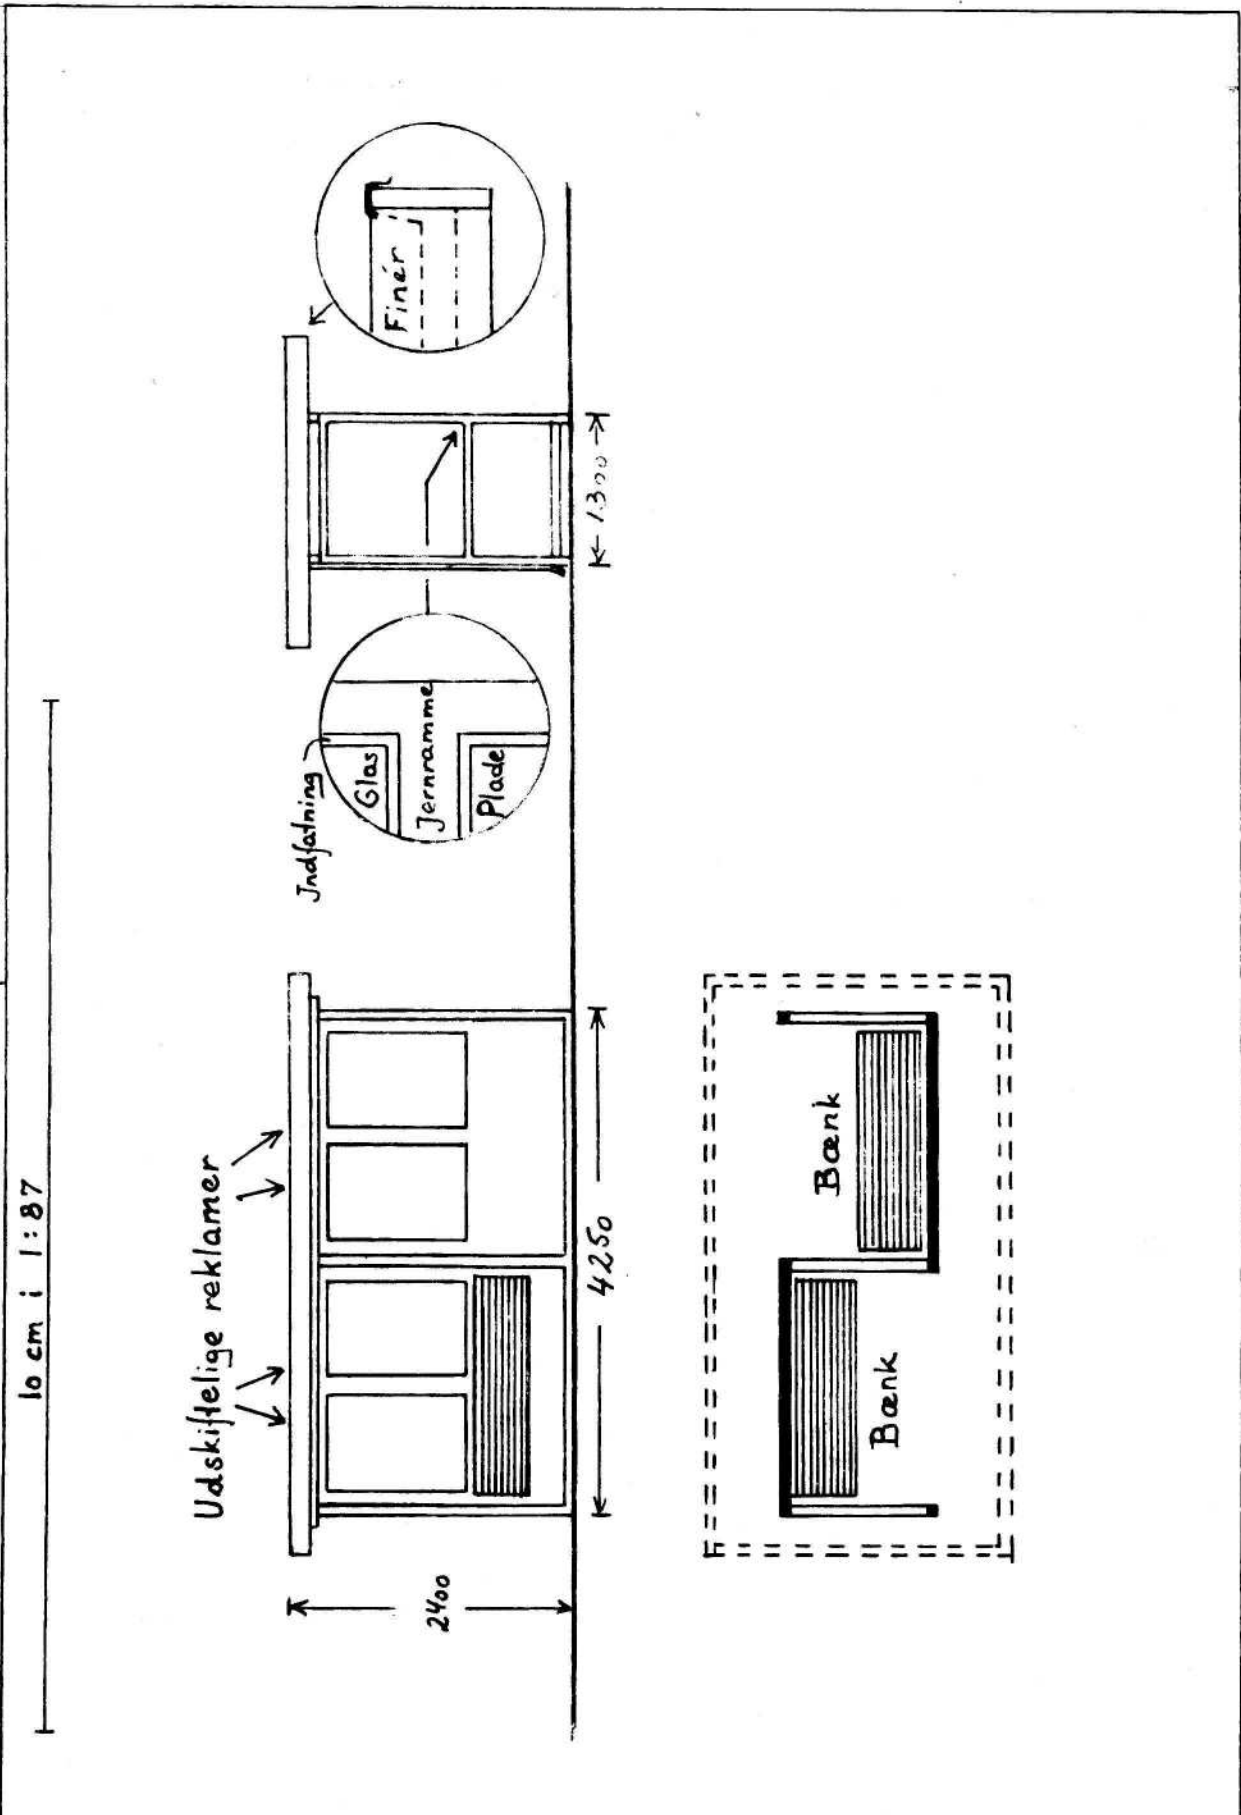 10 cm i 1:87
Udskiftelige reklamer
2400
4250
Indfatning
Glas
Jernramme
Plade
1300
Finér
Bænk
Bænk